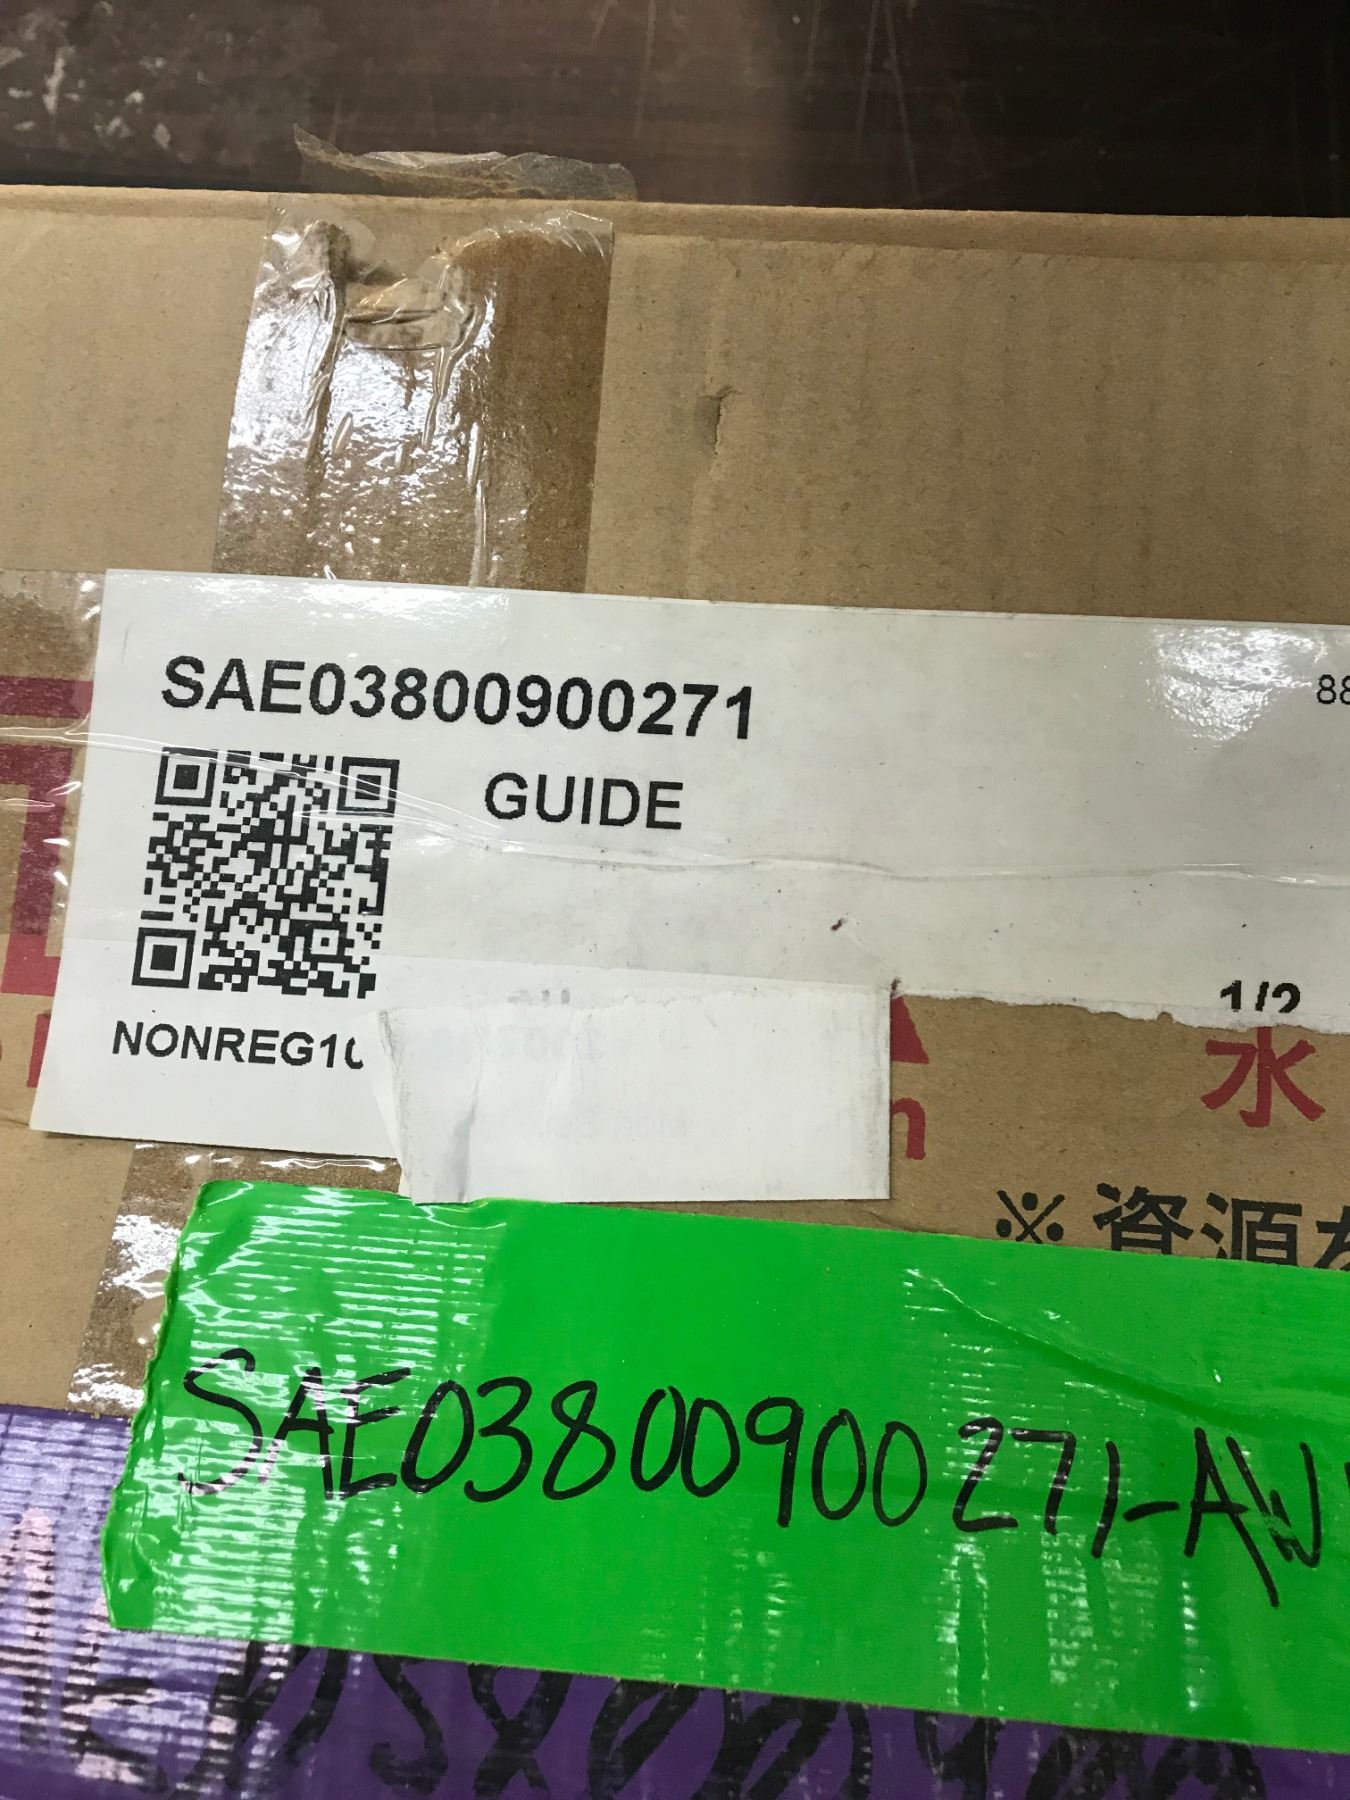 SAE03800900271
88
GUIDE
1/2
NONREG10
水
n
※資源
SAE03800900271-AW